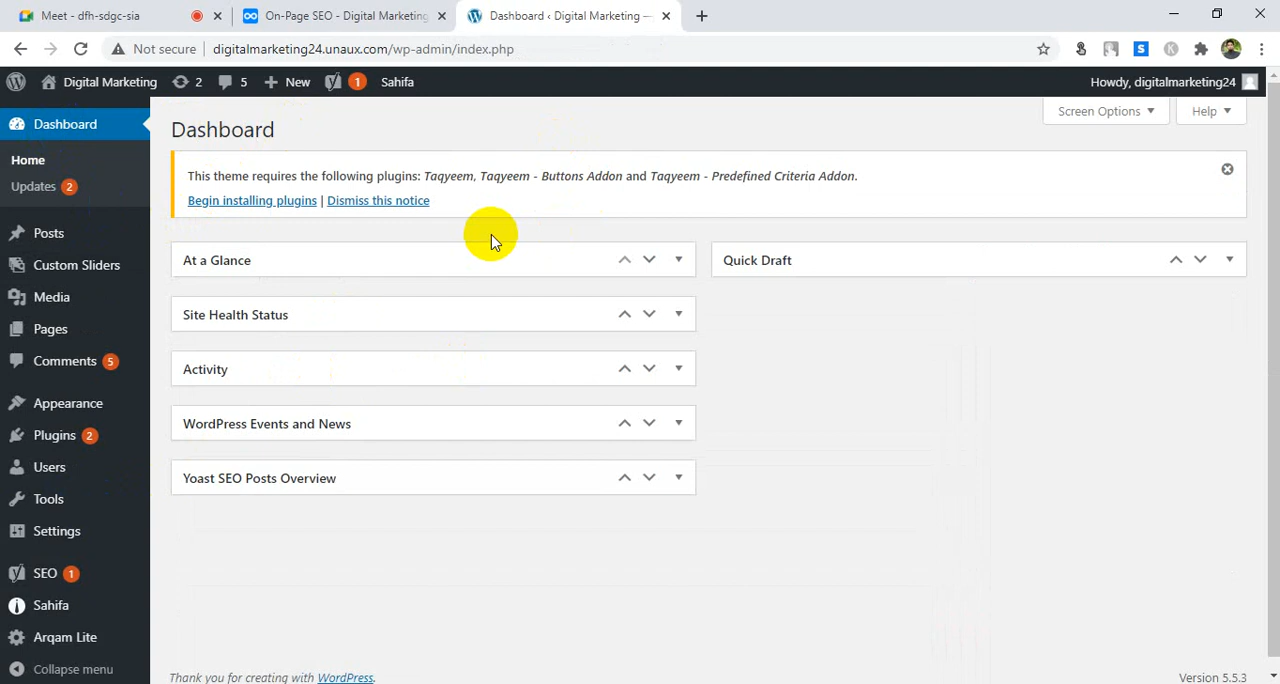 Meet - dfh-sdgc-sia
On-Page SEO - Digital Marketing
Dashboard ‹ Digital Marketing —
Not secure
digitalmarketing24.unaux.com/wp-admin/index.php
Digital Marketing
2
5
New
1
Sahifa
Howdy, digitalmarketing24
Dashboard
Home
Updates 2
Posts
Custom Sliders
Media
Pages
Comments 5
Appearance
Plugins 2
Users
Tools
Settings
SEO 1
Sahifa
Arqam Lite
Collapse menu
Screen Options
Help
Dashboard
This theme requires the following plugins: Taqyeem, Taqyeem - Buttons Addon and Taqyeem - Predefined Criteria Addon.
Begin installing plugins | Dismiss this notice
At a Glance
Site Health Status
Activity
WordPress Events and News
Yoast SEO Posts Overview
Quick Draft
Thank you for creating with WordPress.
Version 5.5.3